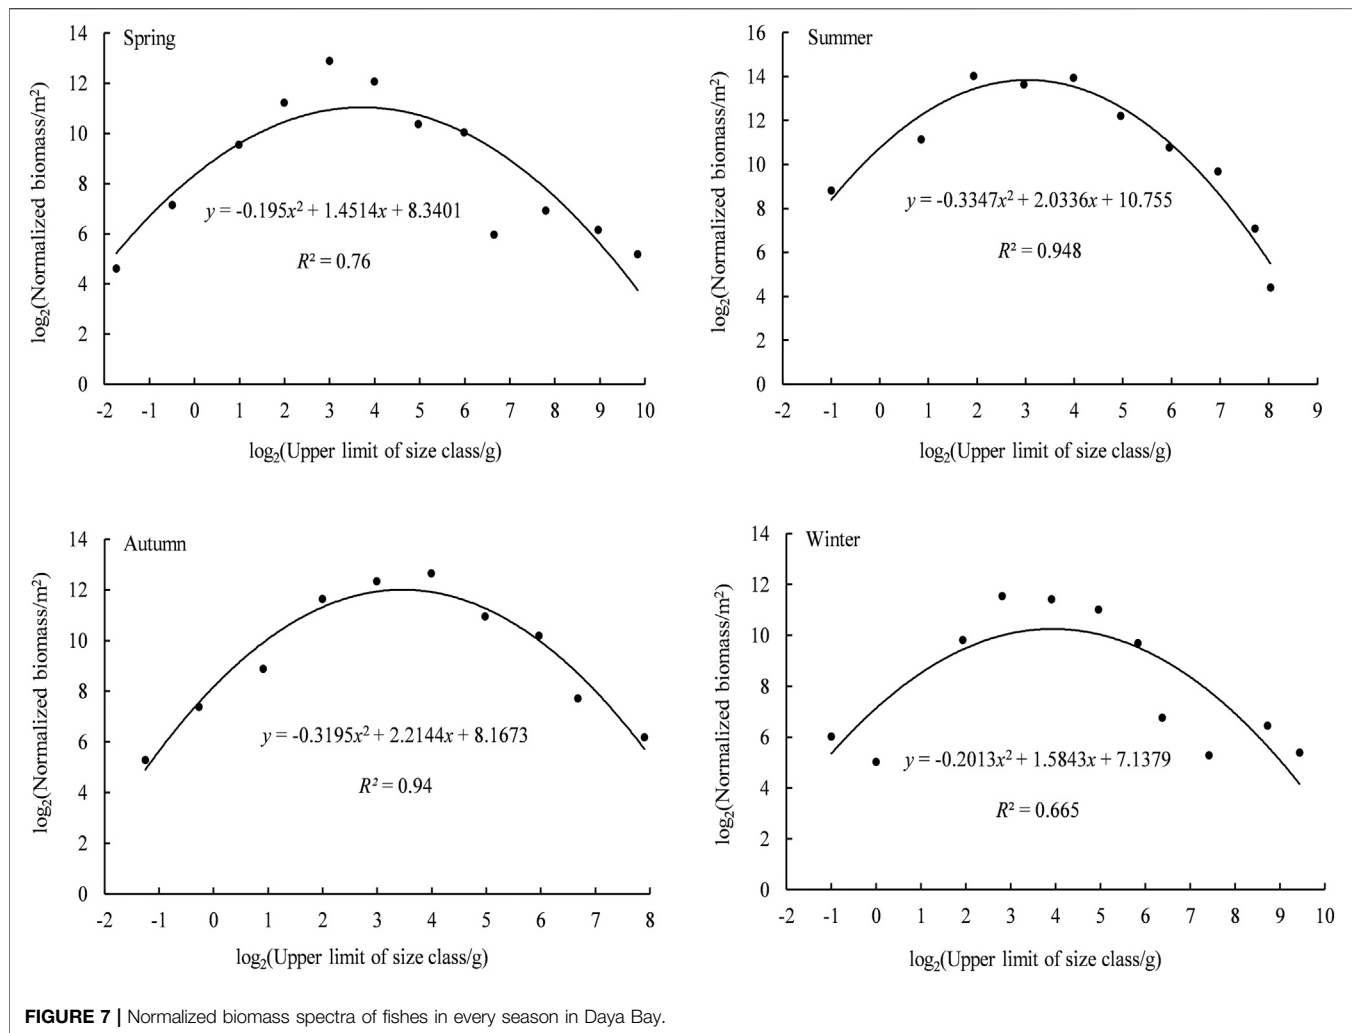 Spring
log₂(Normalized biomass/m²)
14
12
10
8
6
4
2
0
y = -0.195x² + 1.4514x + 8.3401
R² = 0.76
-2 -1 0 1 2 3 4 5 6 7 8 9 10
log₂(Upper limit of size class/g)
Summer
log₂(Normalized biomass/m²)
16
14
12
10
8
6
4
2
0
y = -0.3347x² + 2.0336x + 10.755
R² = 0.948
-2 -1 0 1 2 3 4 5 6 7 8 9
log₂(Upper limit of size class/g)
Autumn
log₂(Normalized biomass/m²)
14
12
10
8
6
4
2
0
y = -0.3195x² + 2.2144x + 8.1673
R² = 0.94
-2 -1 0 1 2 3 4 5 6 7 8
log₂(Upper limit of size class/g)
Winter
log₂(Normalized biomass/m²)
14
12
10
8
6
4
2
0
y = -0.2013x² + 1.5843x + 7.1379
R² = 0.665
-2 -1 0 1 2 3 4 5 6 7 8 9 10
log₂(Upper limit of size class/g)
FIGURE 7 | Normalized biomass spectra of fishes in every season in Daya Bay.